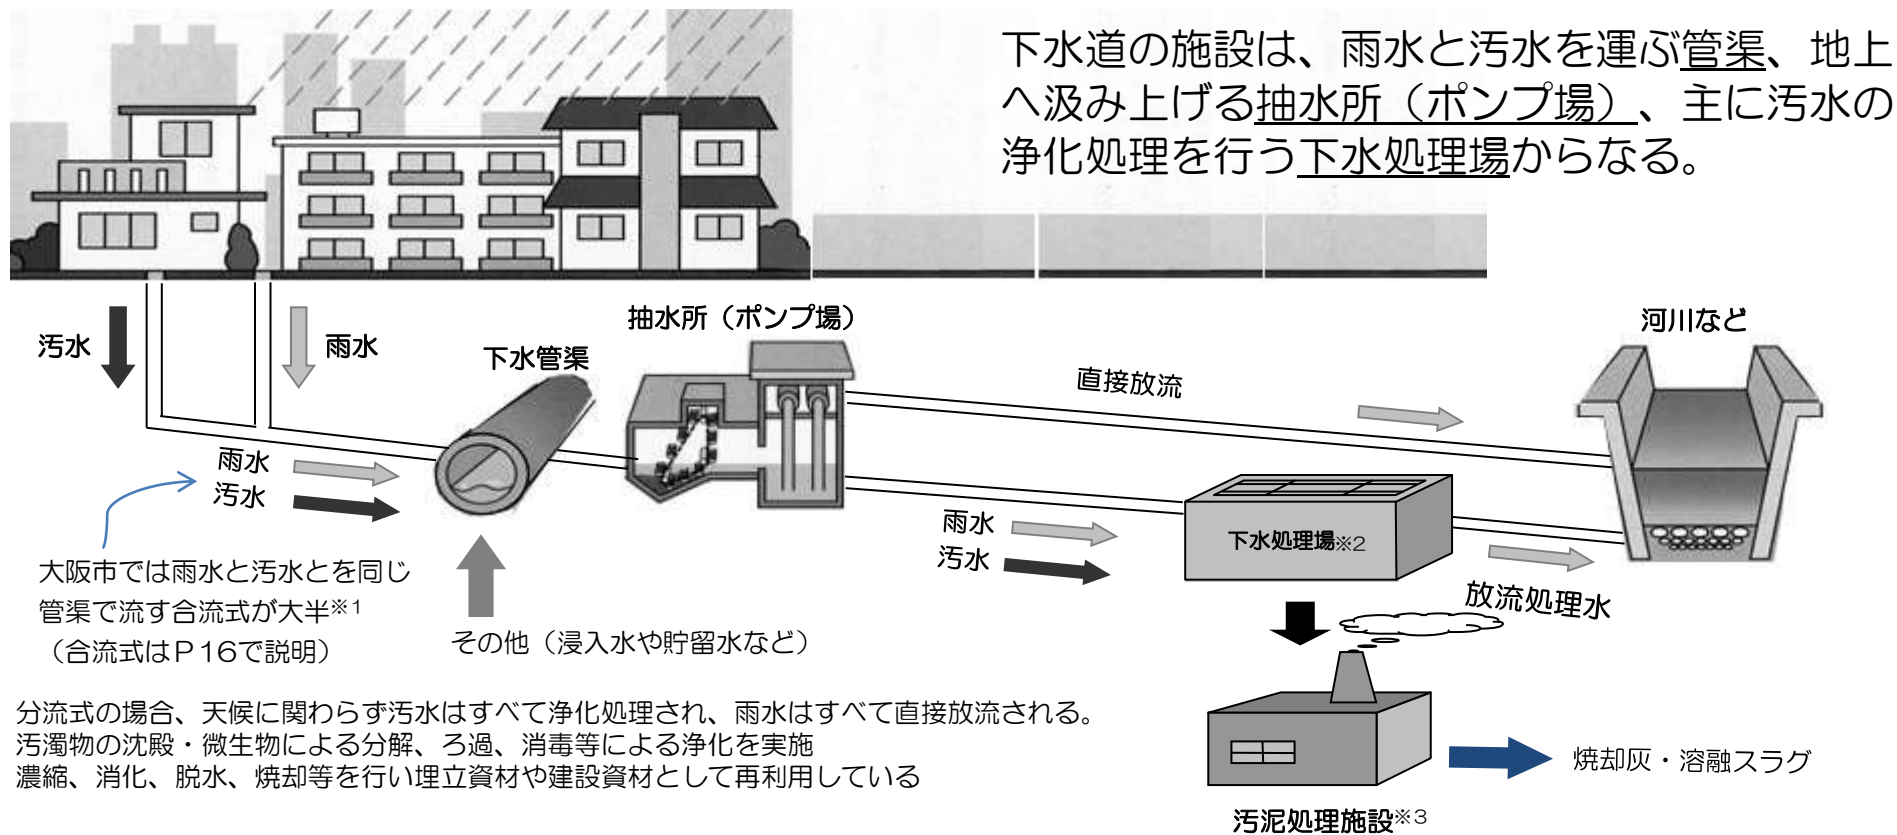 下水道の施設は、雨水と汚水を運ぶ管渠、地上
へ汲み上げる抽水所（ポンプ場）、主に汚水の
浄化処理を行う下水処理場からなる。
汚水
雨水
下水管渠
抽水所（ポンプ場）
直接放流
河川など
雨水
汚水
雨水
汚水
下水処理場※2
放流処理水
大阪市では雨水と汚水とを同じ
管渠で流す合流式が大半※1
（合流式はＰ16で説明）
その他（浸入水や貯留水など）
分流式の場合、天候に関わらず汚水はすべて浄化処理され、雨水はすべて直接放流される。
汚濁物の沈殿・微生物による分解、ろ過、消毒等による浄化を実施
濃縮、消化、脱水、焼却等を行い埋立資材や建設資材として再利用している
焼却灰・溶融スラグ
汚泥処理施設※3